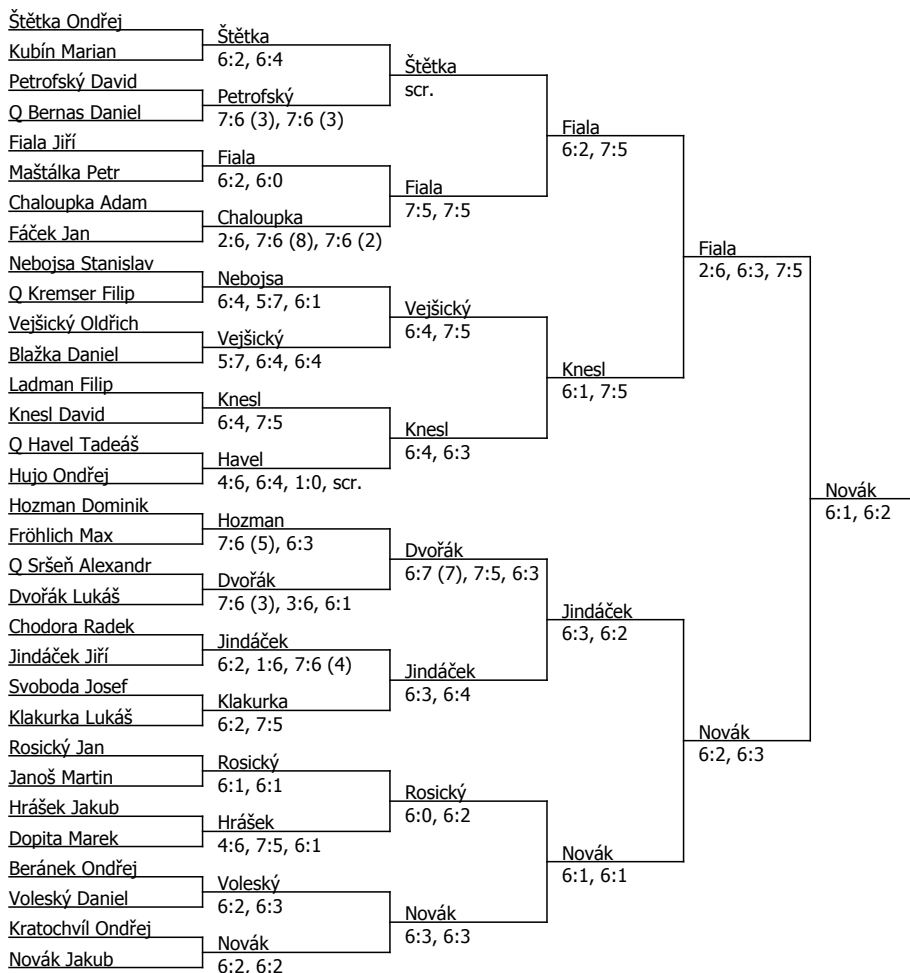 Štětka Ondřej
Kubín Marian
Petrofský David
Q Bernas Daniel
Fiala Jiří
Maštálka Petr
Chaloupka Adam
Fáček Jan
Nebojsa Stanislav
Q Kremser Filip
Vejšický Oldřich
Blažka Daniel
Ladman Filip
Knesl David
Q Havel Tadeáš
Hujo Ondřej
Hozman Dominik
Fröhlich Max
Q Sršeň Alexandr
Dvořák Lukáš
Chodora Radek
Jindáček Jiří
Svoboda Josef
Klakurka Lukáš
Rosický Jan
Janoš Martin
Hrášek Jakub
Dopita Marek
Beránek Ondřej
Voleský Daniel
Kratochvíl Ondřej
Novák Jakub
Štětka
6:2, 6:4
Petrofský
7:6 (3), 7:6 (3)
Fiala
6:2, 6:0
Chaloupka
2:6, 7:6 (8), 7:6 (2)
Nebojsa
6:4, 5:7, 6:1
Vejšický
5:7, 6:4, 6:4
Knesl
6:4, 7:5
Havel
4:6, 6:4, 1:0, scr.
Hozman
7:6 (5), 6:3
Dvořák
7:6 (3), 3:6, 6:1
Jindáček
6:2, 1:6, 7:6 (4)
Klakurka
6:2, 7:5
Rosický
6:1, 6:1
Hrášek
4:6, 7:5, 6:1
Voleský
6:2, 6:3
Novák
6:2, 6:2
Štětka
scr.
Fiala
7:5, 7:5
Vejšický
6:4, 7:5
Knesl
6:4, 6:3
Dvořák
6:7 (7), 7:5, 6:3
Jindáček
6:3, 6:4
Rosický
6:0, 6:2
Novák
6:3, 6:3
Fiala
6:2, 7:5
Knesl
6:1, 7:5
Jindáček
6:3, 6:2
Novák
6:1, 6:1
Fiala
2:6, 6:3, 7:5
Novák
6:2, 6:3
Novák
6:1, 6:2